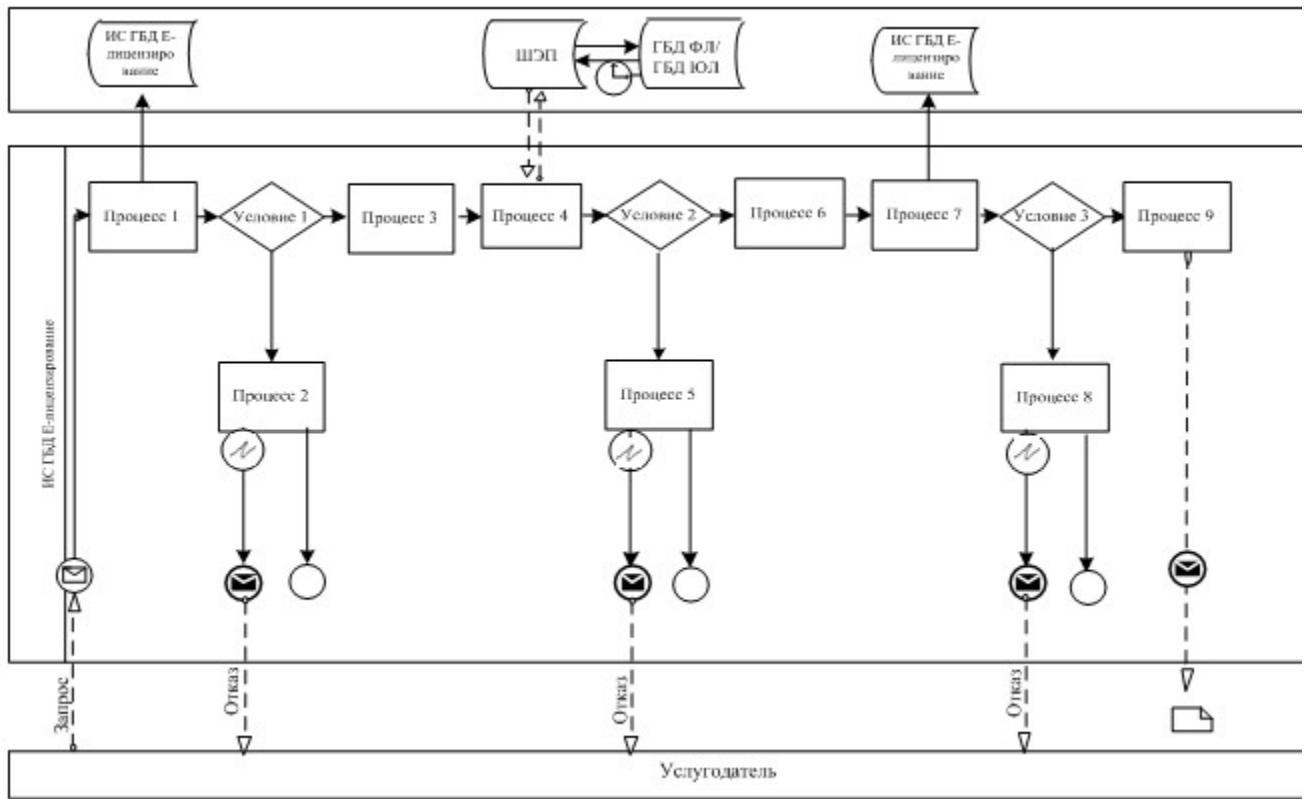 ИС ГБД Е-
лицензиро
вание
ШЭП
ГБД ФЛ/
ГБД ЮЛ
ИС ГБД Е-
лицензиро
вание
Процесс 1
Условие 1
Процесс 3
Процесс 4
Условие 2
Процесс 6
Процесс 7
Условие 3
Процесс 9
ИС ГБД Е-лицензирование
Процесс 2
Процесс 5
Процесс 8
Запрос
Отказ
Отказ
Отказ
Услугодатель